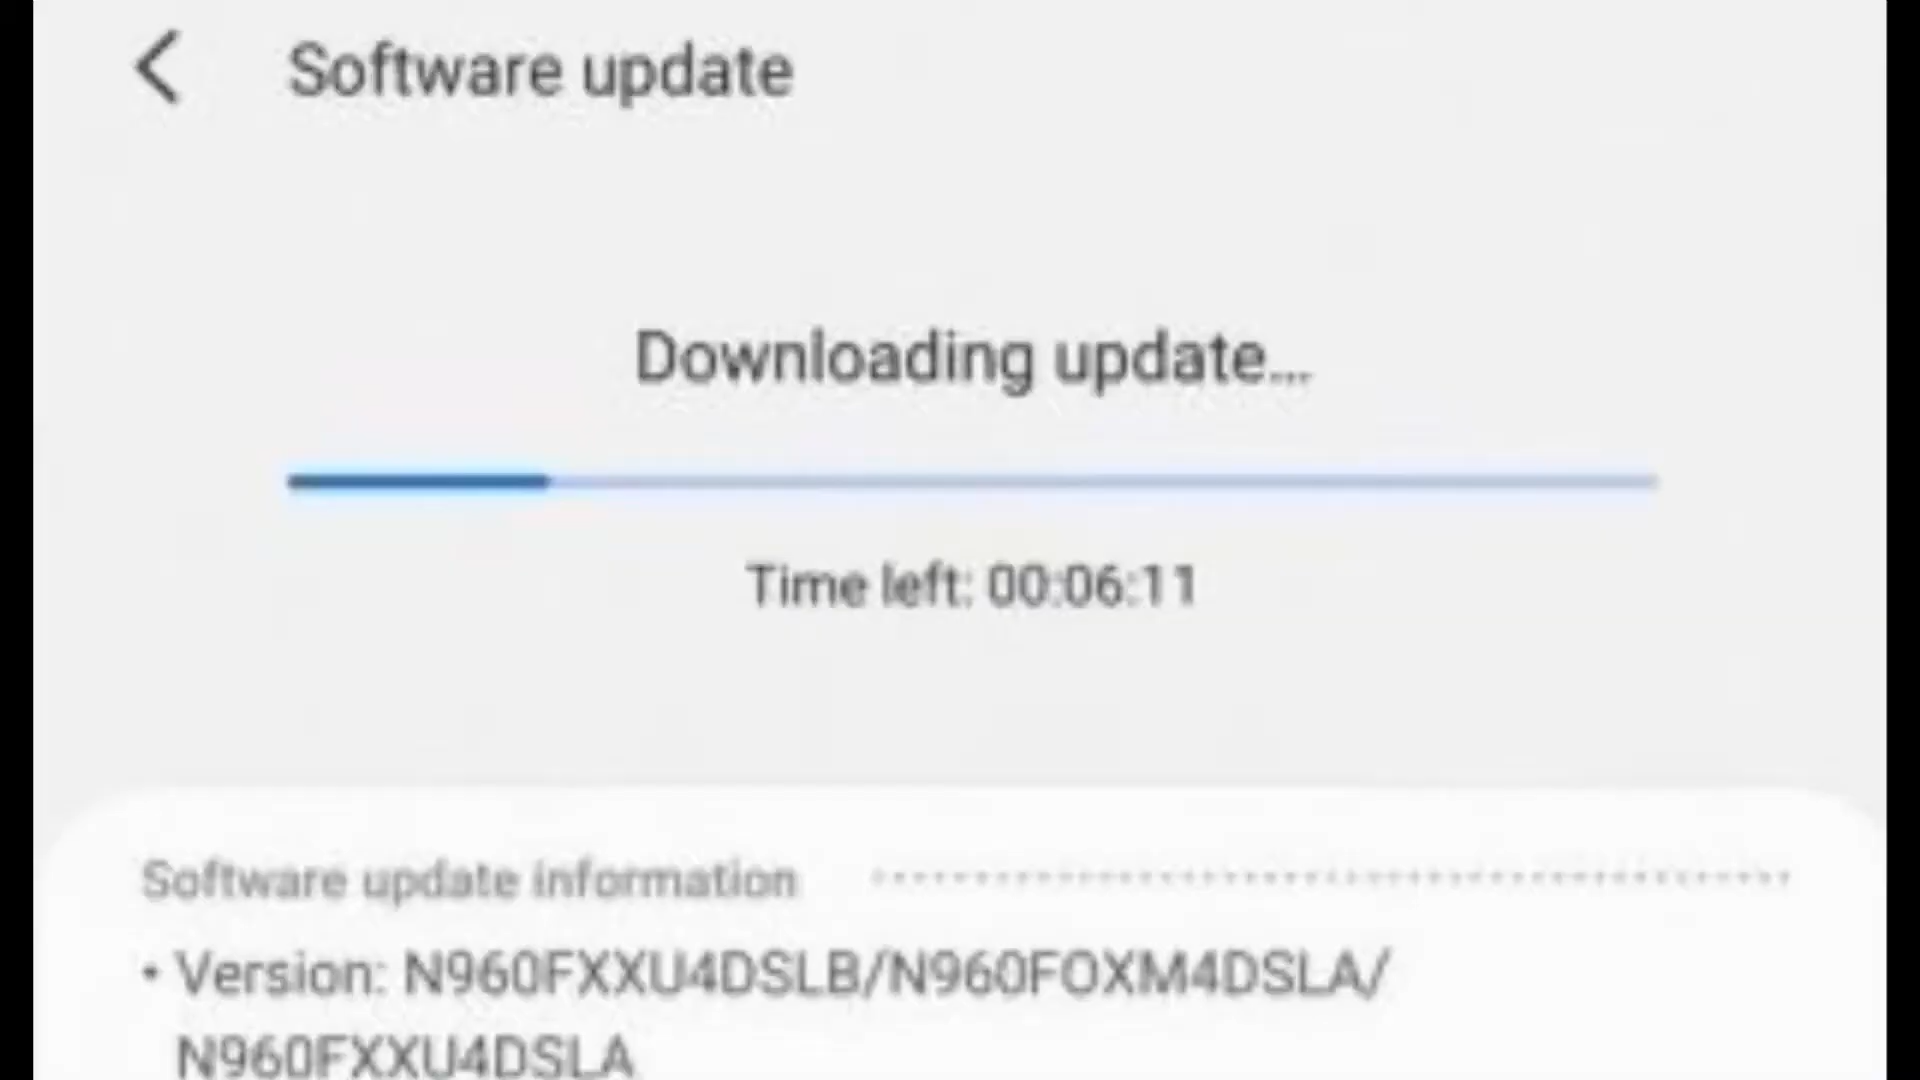 Software update
Downloading update...
Time left: 00:06:11
Software update information
• Version: N960FXXU4DSLB/N960FOXM4DSLA/
N960FXXU4DSLA